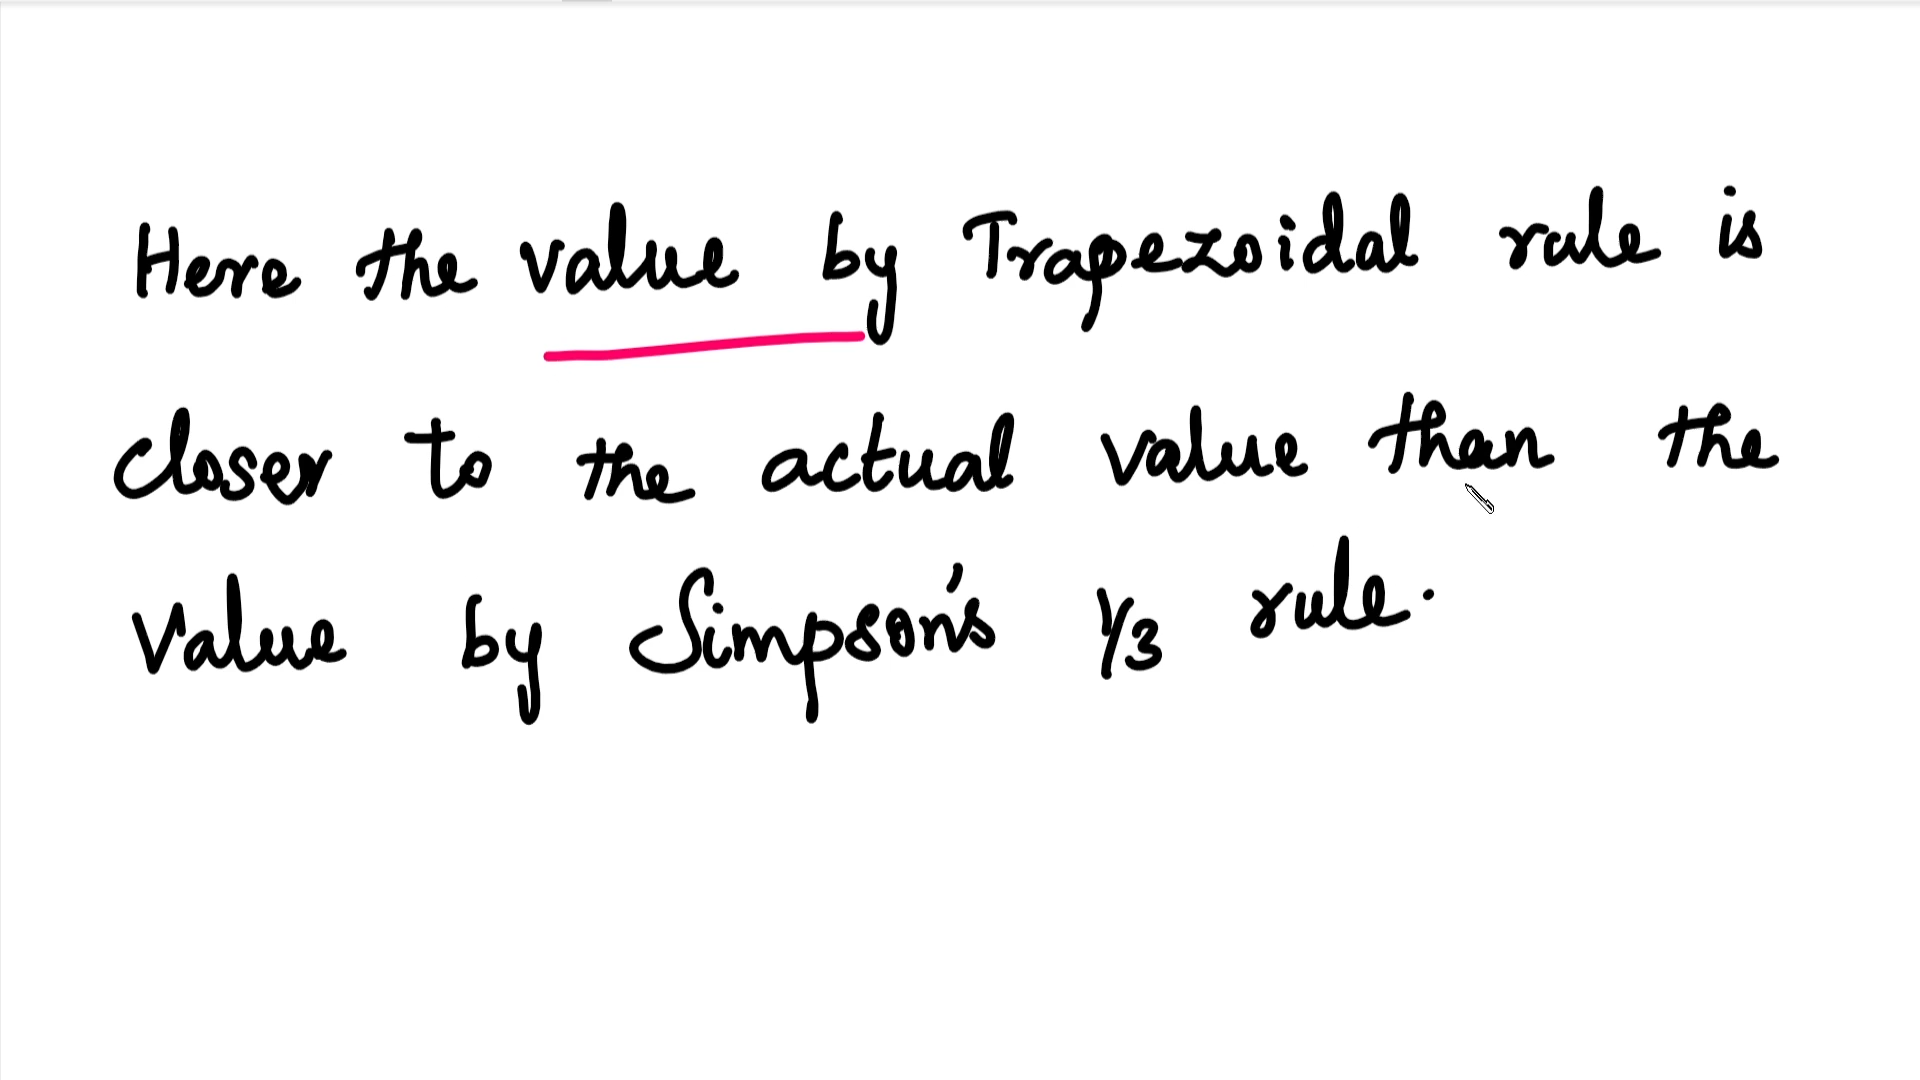 Here the value by Trapezoidal rule is
closer to the actual value than the
Value by Simpson's 1/3 rule.